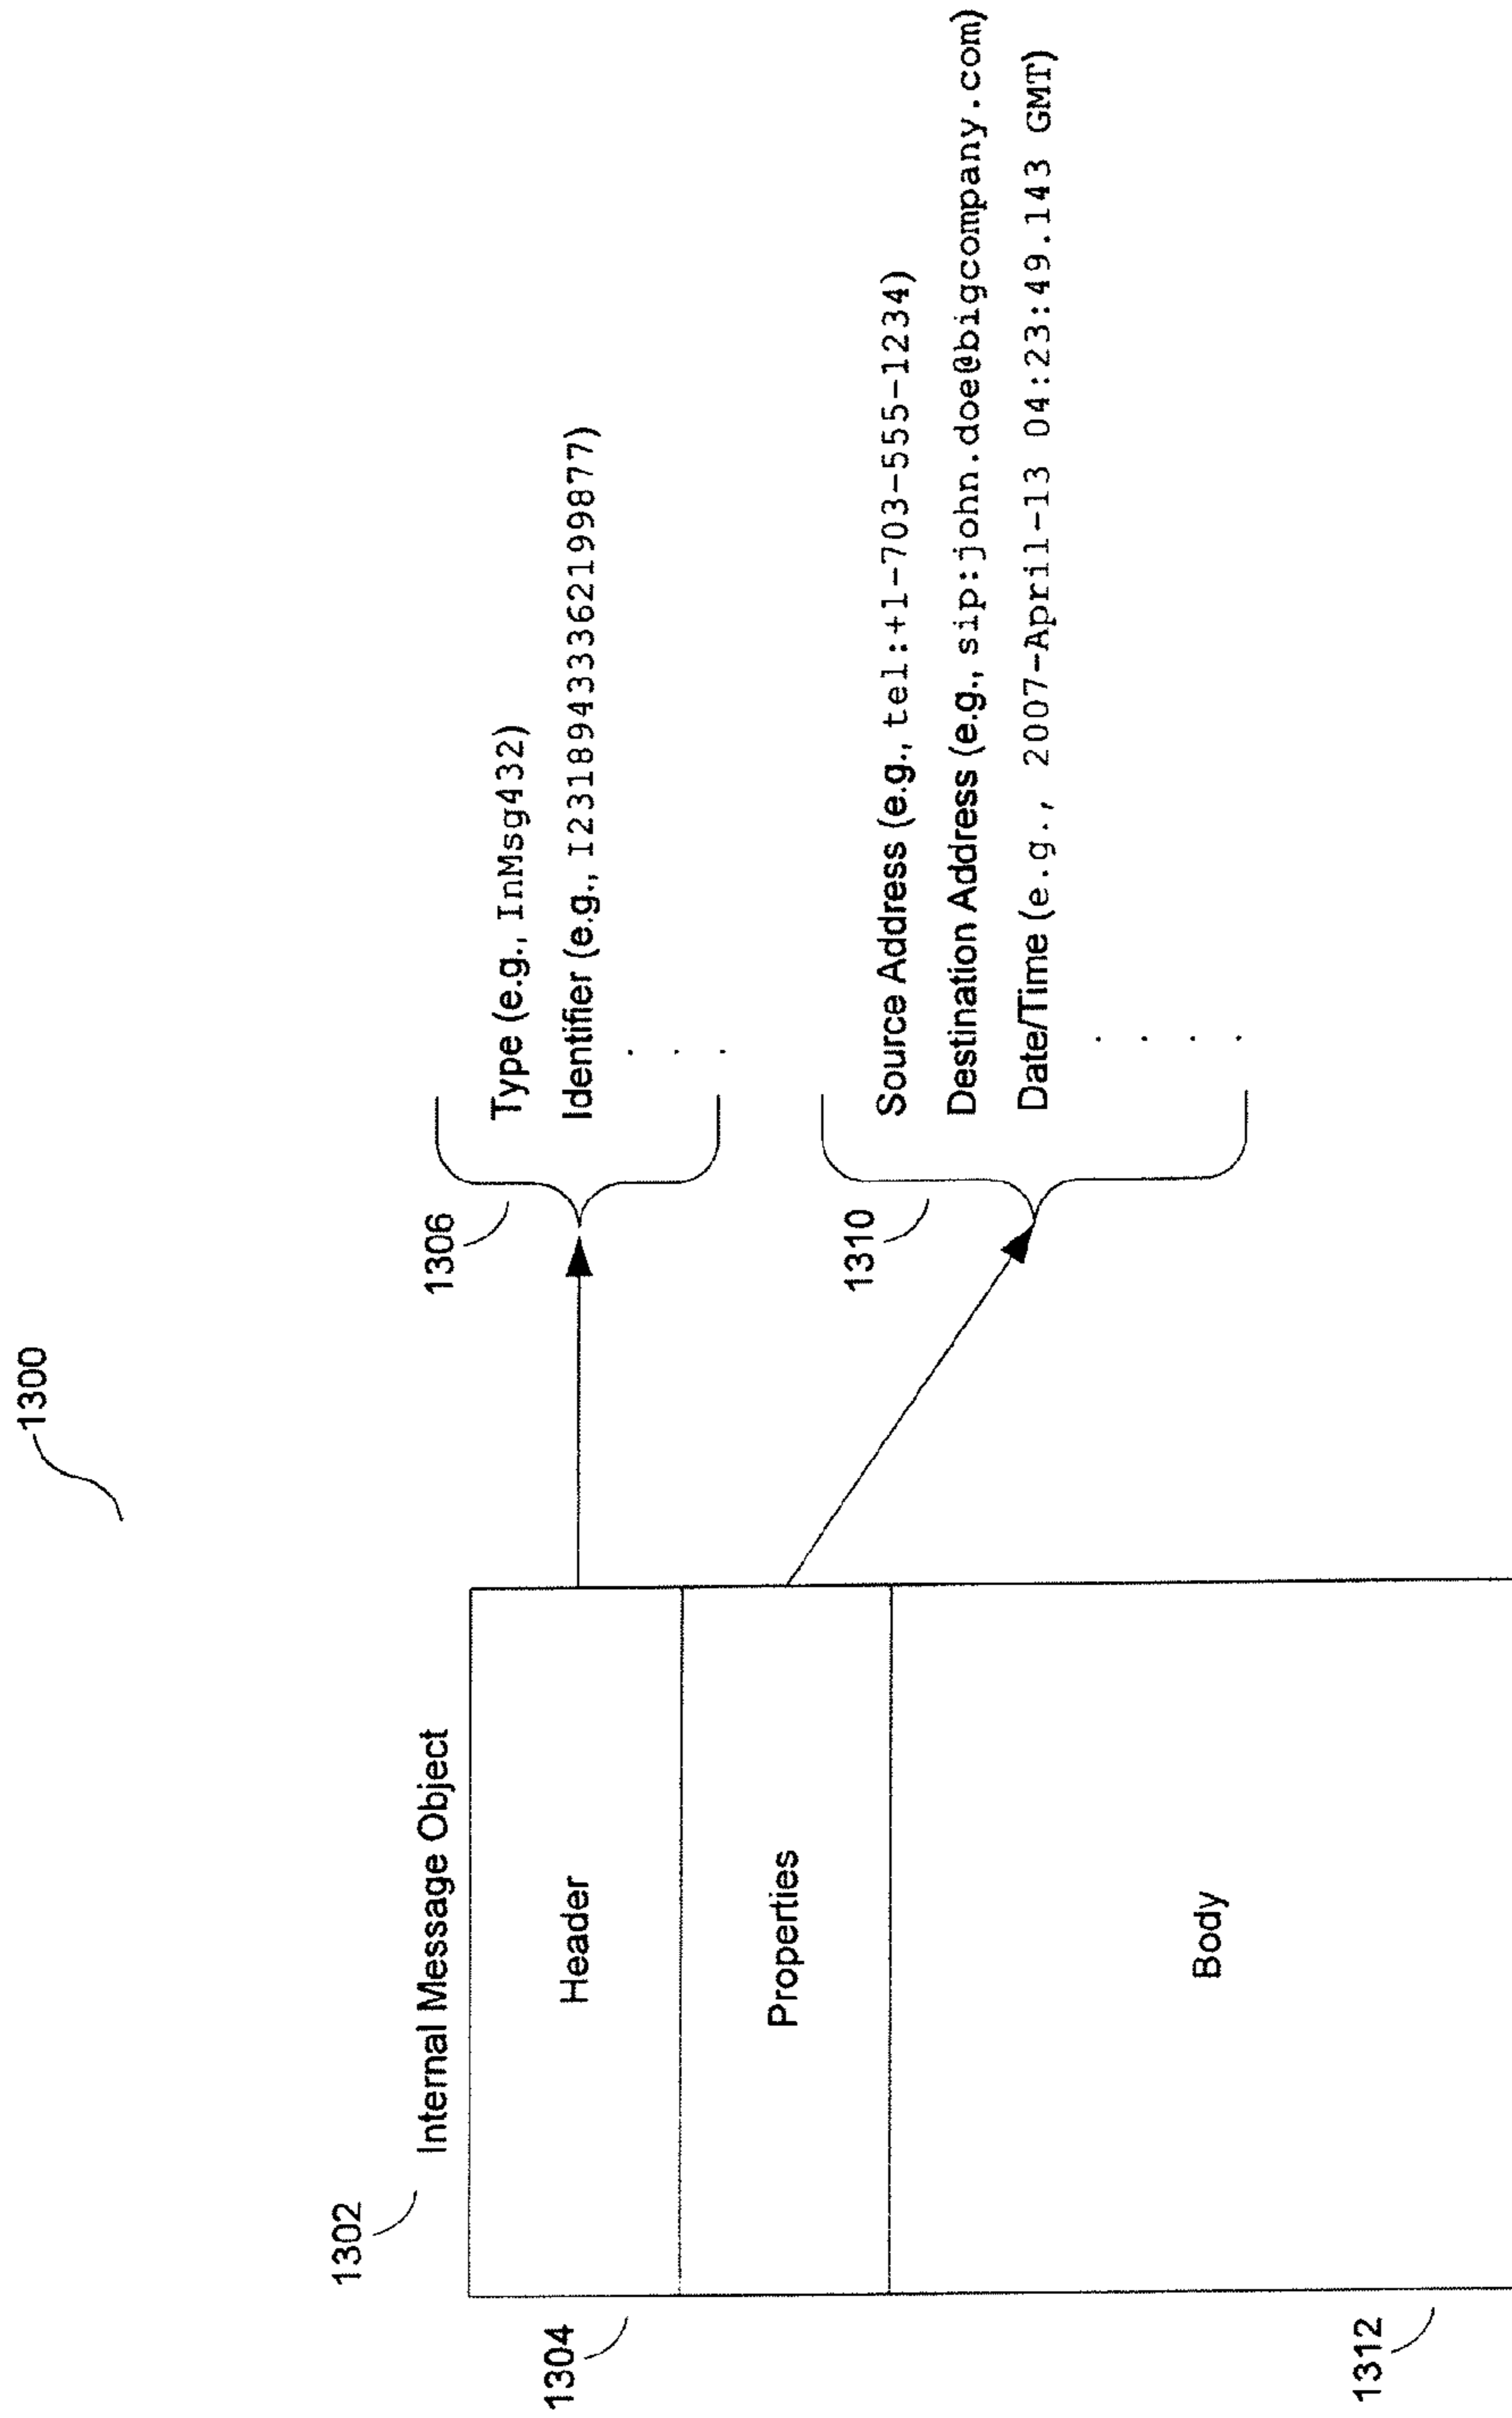 1300
1302
Internal Message Object
1304
Header
Properties
Body
1312
1306
Type (e.g., InMsg432)
Identifier (e.g., I23189433362199877)
1310
Source Address (e.g., tel:+1-703-555-1234)
Destination Address (e.g., sip:john.doe@bigcompany.com)
Date/Time (e.g., 2007-April-13 04:23:49.143 GMT)